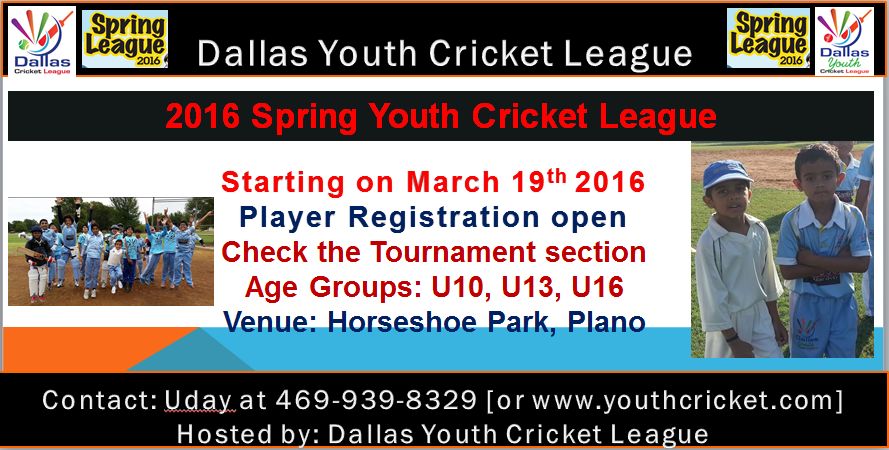 Dallas
Cricket League
Spring
League
2016
Dallas Youth Cricket League
Spring
League
2016
Dallas
Youth
Cricket League
2016 Spring Youth Cricket League
Starting on March 19th 2016
Player Registration open
Check the Tournament section
Age Groups: U10, U13, U16
Venue: Horseshoe Park, Plano
Contact: Uday at 469-939-8329 [or www.youthcricket.com]
Hosted by: Dallas Youth Cricket League